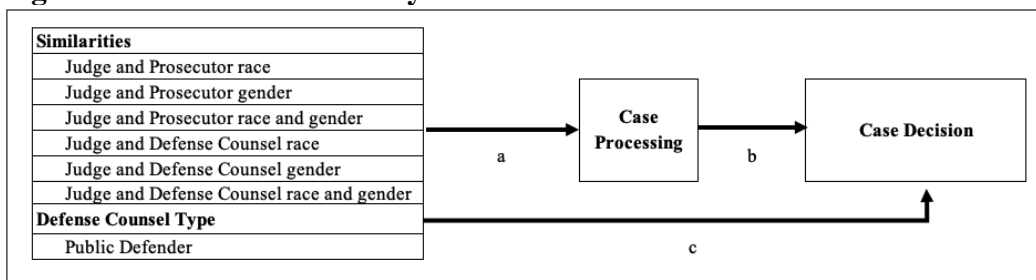 Similarities
Judge and Prosecutor race
Judge and Prosecutor gender
Judge and Prosecutor race and gender
Judge and Defense Counsel race
Judge and Defense Counsel gender
Judge and Defense Counsel race and gender
Defense Counsel Type
Public Defender
a
Case
Processing
b
Case Decision
c